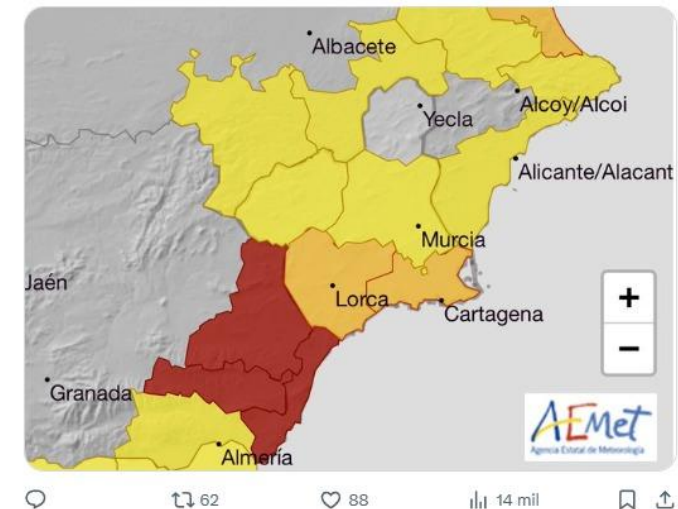 Albacete
Yecla
Alcoy/Alcoi
Alicante/Alacant
Murcia
Jaén
Lorca
Cartagena
+
−
Granada
AEMet
Agencia Estatal de Meteorología
Almería
62
88
14 mil